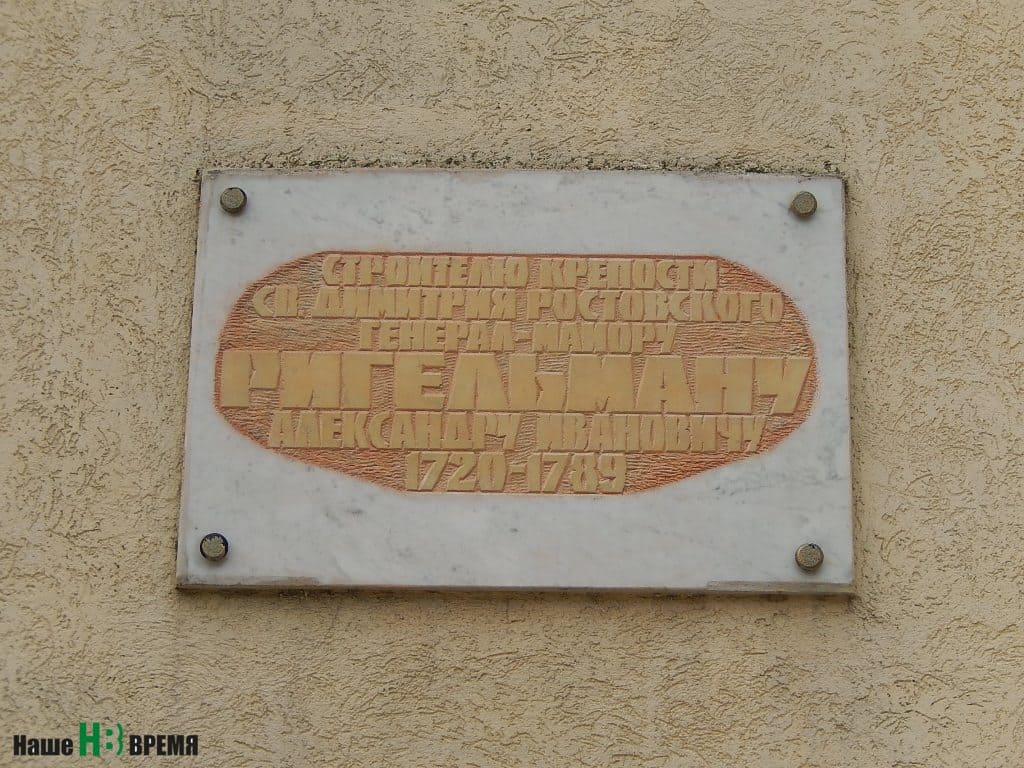 СТРОИТЕЛЮ КРЕПОСТИ
СВ. ДИМИТРИЯ РОСТОВСКОГО
ГЕНЕРАЛ-МАЙОРУ
РИГЕЛЬМАНУ
АЛЕКСАНДРУ ИВАНОВИЧУ
1720-1789
Наше НВ ВРЕМЯ